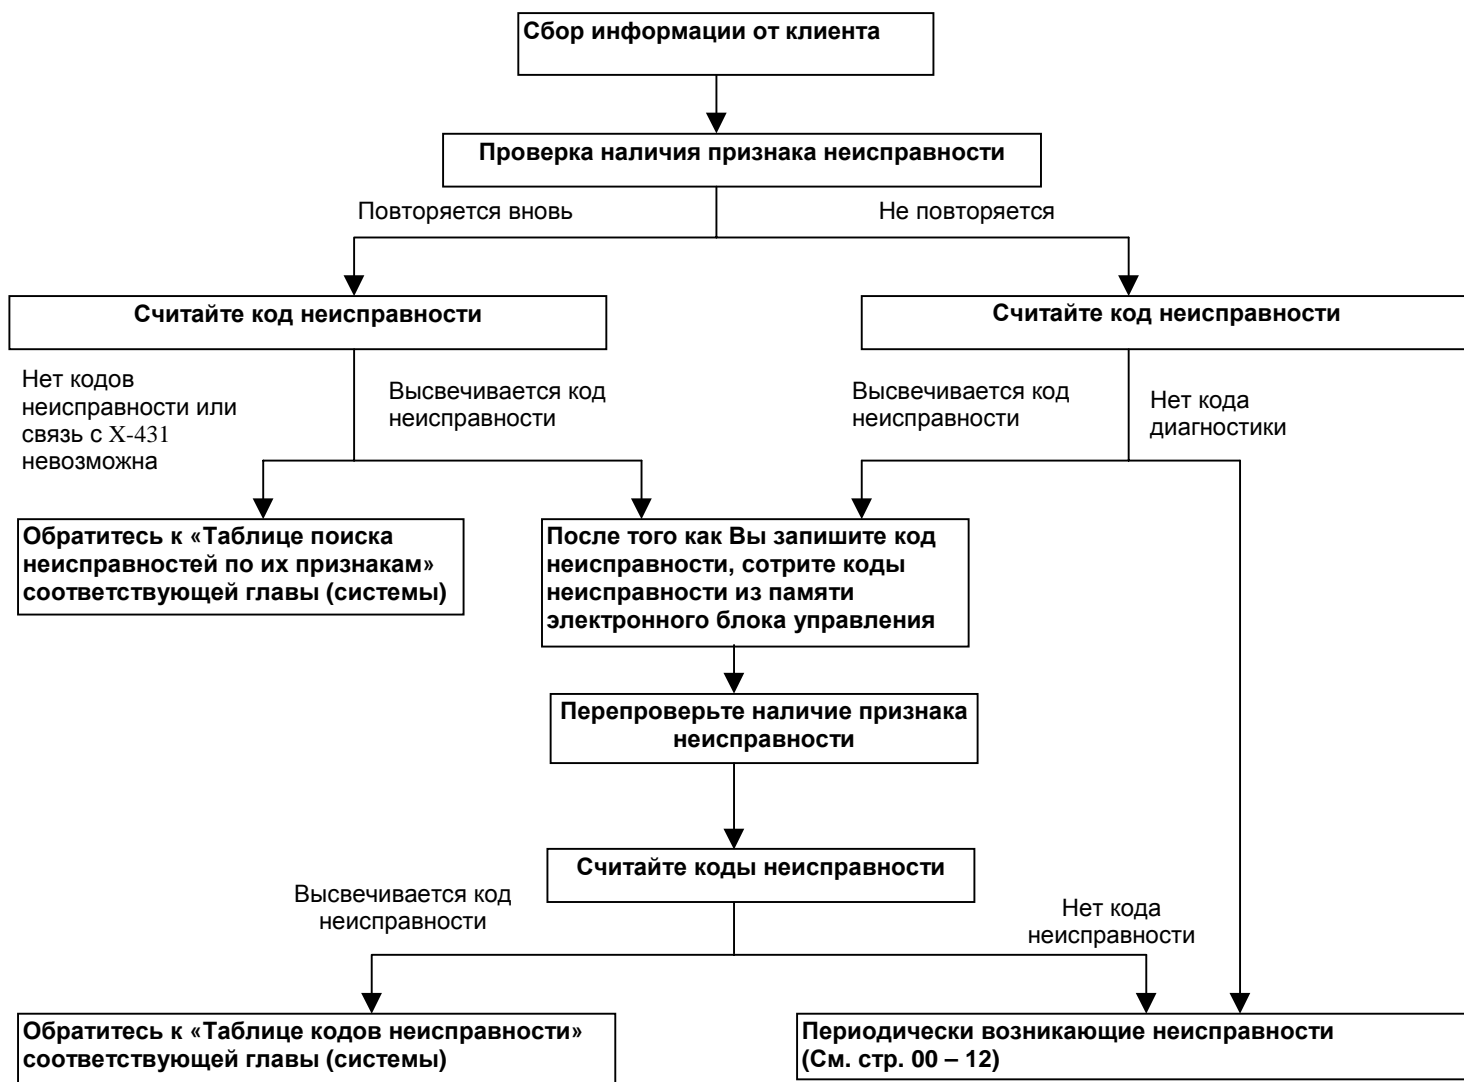 Сбор информации от клиента
Проверка наличия признака неисправности
Повторяется вновь
Не повторяется
Считайте код неисправности
Считайте код неисправности
Нет кодов
неисправности или
связь с X-431
невозможна
Высвечивается код
неисправности
Высвечивается код
неисправности
Нет кода
диагностики
Обратитесь к «Таблице поиска
неисправностей по их признакам»
соответствующей главы (системы)
После того как Вы запишите код
неисправности, сотрите коды
неисправности из памяти
электронного блока управления
Перепроверьте наличие признака
неисправности
Считайте коды неисправности
Высвечивается код
неисправности
Нет кода
неисправности
Обратитесь к «Таблице кодов неисправности»
соответствующей главы (системы)
Периодически возникающие неисправности
(См. стр. 00 – 12)